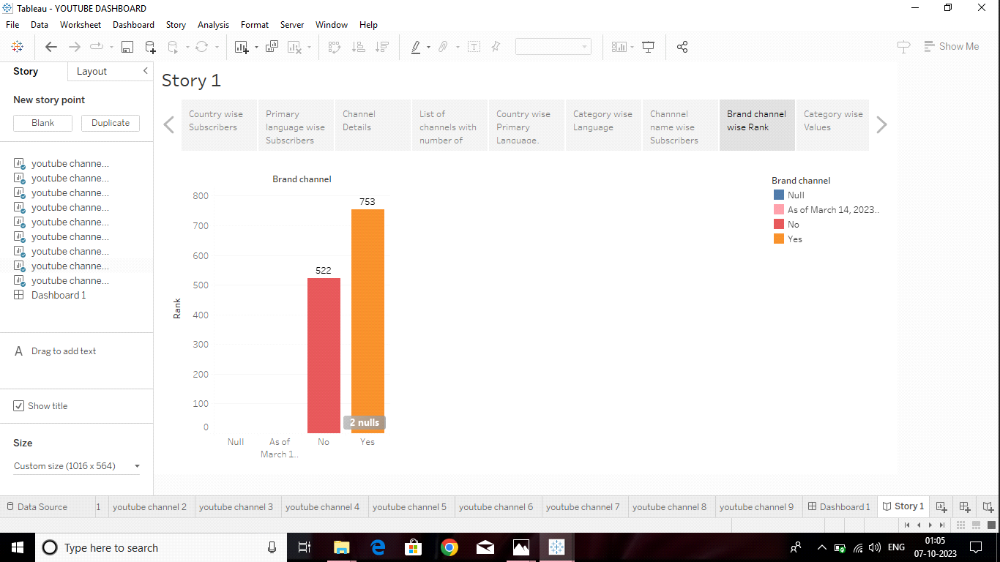 Tableau - YOUTUBE DASHBOARD
File Data Worksheet Dashboard Story Analysis Format Server Window Help
Show Me
Story Layout
New story point
Blank Duplicate
youtube channe...
youtube channe...
youtube channe...
youtube channe...
youtube channe...
youtube channe...
youtube channe...
youtube channe...
youtube channe...
Dashboard 1
A Drag to add text
Show title
Size
Custom size (1016 x 564)
Story 1
Country wise
Subscribers
Primary
language wise
Subscribers
Channel
Details
List of
channels with
number of
Country wise
Primary
Language.
Category wise
Language
Channnel
name wise
Subscribers
Brand channel
wise Rank
Category wise
Values
Brand channel
800
700
600
500
400
300
200
100
0
Rank
753
522
2 nulls
Null
As of
March 1..
No
Yes
Brand channel
Null
As of March 14, 2023..
No
Yes
Data Source 1 youtube channel 2 youtube channel 3 youtube channel 4 youtube channel 5 youtube channel 6 youtube channel 7 youtube channel 8 youtube channel 9 Dashboard 1 Story 1
Type here to search
ENG
01:05
07-10-2023